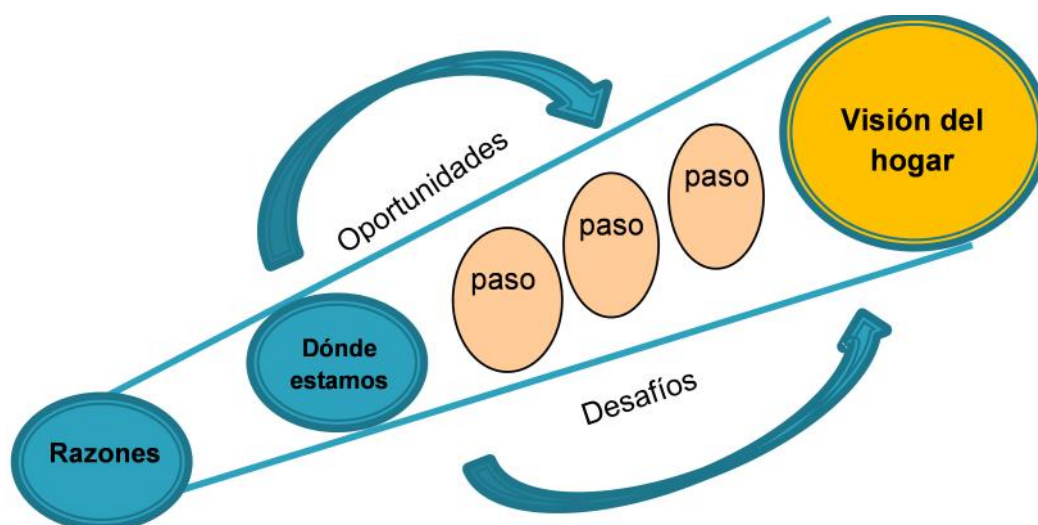 Visión del
hogar
Oportunidades
paso
paso
paso
Dónde
estamos
Desafíos
Razones